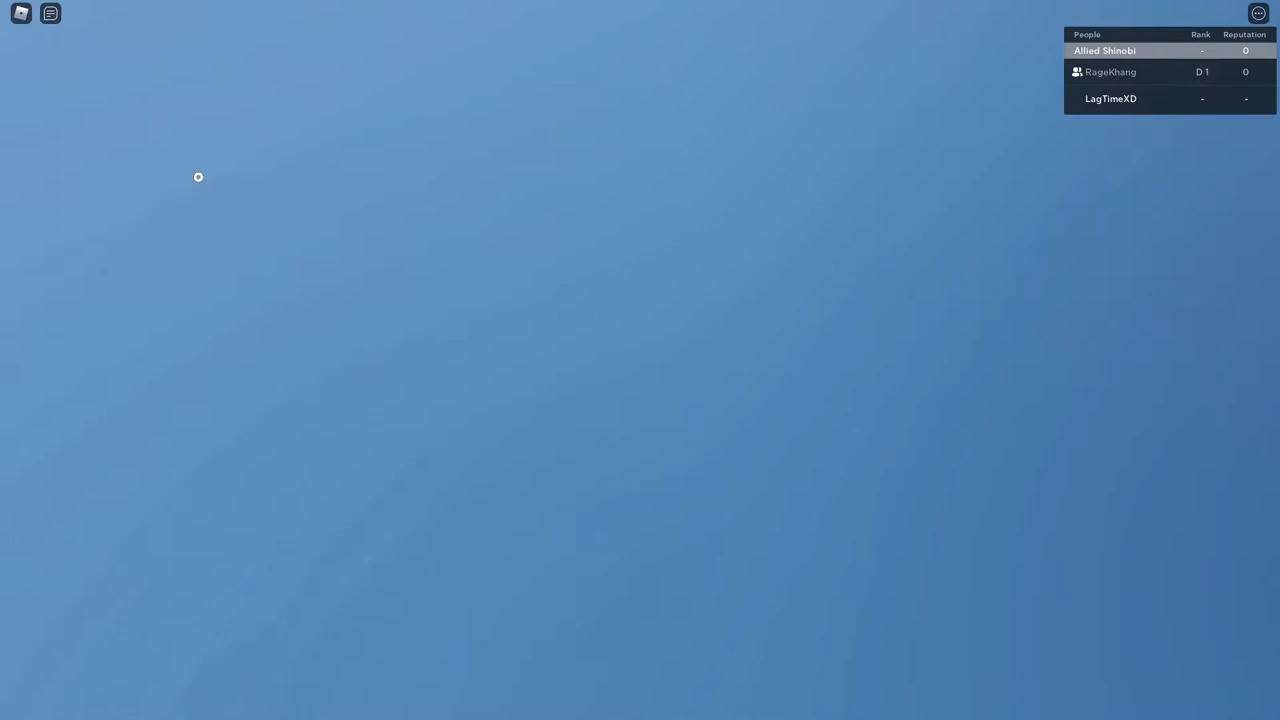 People Rank Reputation
Allied Shinobi - 0
RageKhang D 1 0
LagTimeXD - -